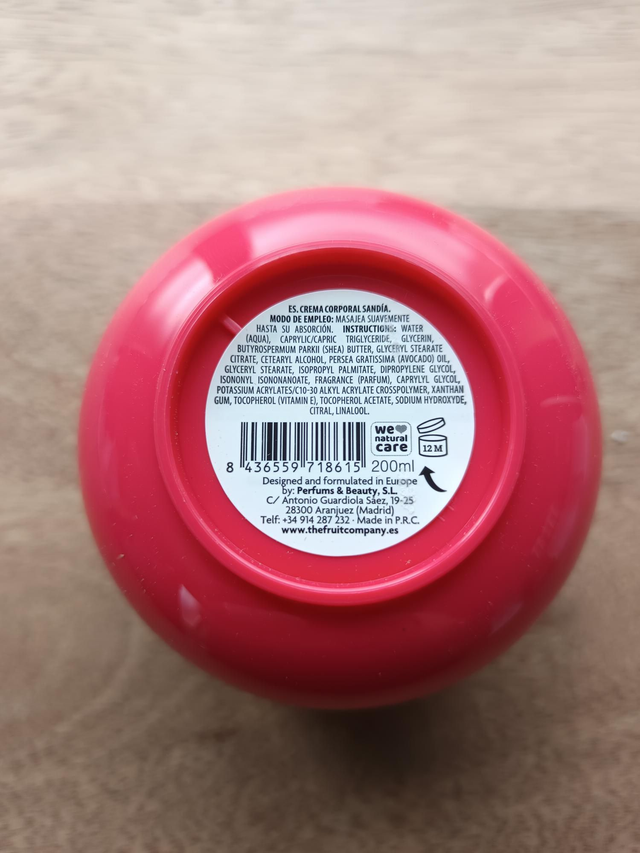 ES. CREMA CORPORAL SANDÍA.
MODO DE EMPLEO: MASAJEA SUAVEMENTE
HASTA SU ABSORCIÓN. INSTRUCTIONS: WATER
(AQUA), CAPRYLIC/CAPRIC TRIGLYCERIDE, GLYCERIN,
BUTYROSPERMUM PARKII (SHEA) BUTTER, GLYCERYL STEARATE
CITRATE, CETEARYL ALCOHOL, PERSEA GRATISSIMA (AVOCADO) OIL,
GLYCERYL STEARATE, ISOPROPYL PALMITATE, DIPROPYLENE GLYCOL,
ISONONYL ISONONANOATE, FRAGRANCE (PARFUM), CAPRYLYL GLYCOL,
POTASSIUM ACRYLATES/C10-30 ALKYL ACRYLATE CROSSPOLYMER, XANTHAN
GUM, TOCOPHEROL (VITAMIN E), TOCOPHEROL ACETATE, SODIUM HYDROXYDE,
CITRAL, LINALOOL.
we
natural
care
12 M
8 436559 718615 200ml
Designed and formulated in Europe
by: Perfums & Beauty, S.L.
C/ Antonio Guardiola Sáez, 19-25
28300 Aranjuez (Madrid)
Telf: +34 914 287 232 · Made in P.R.C.
www.thefruitcompany.es